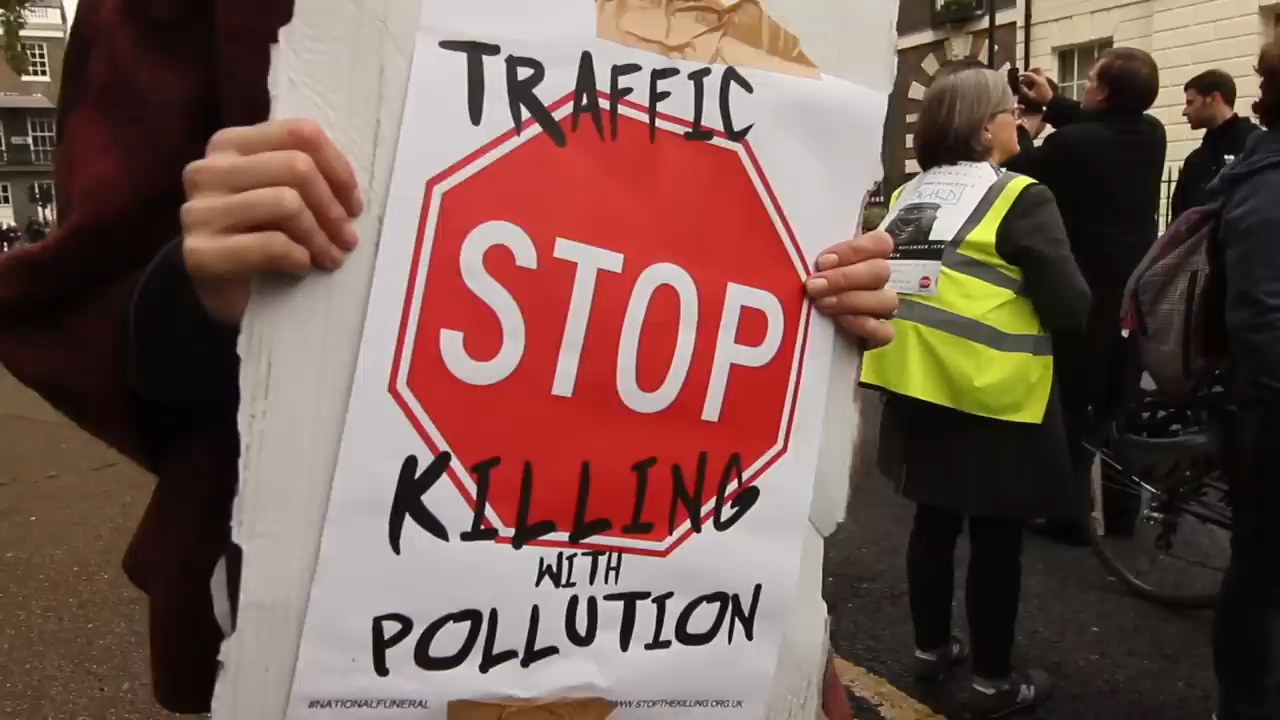 TRAFFIC
STOP
KILLING
WITH
POLLUTION
#NATIONALFUNERAL
WWW.STOPTHEKILLING.ORG.UK